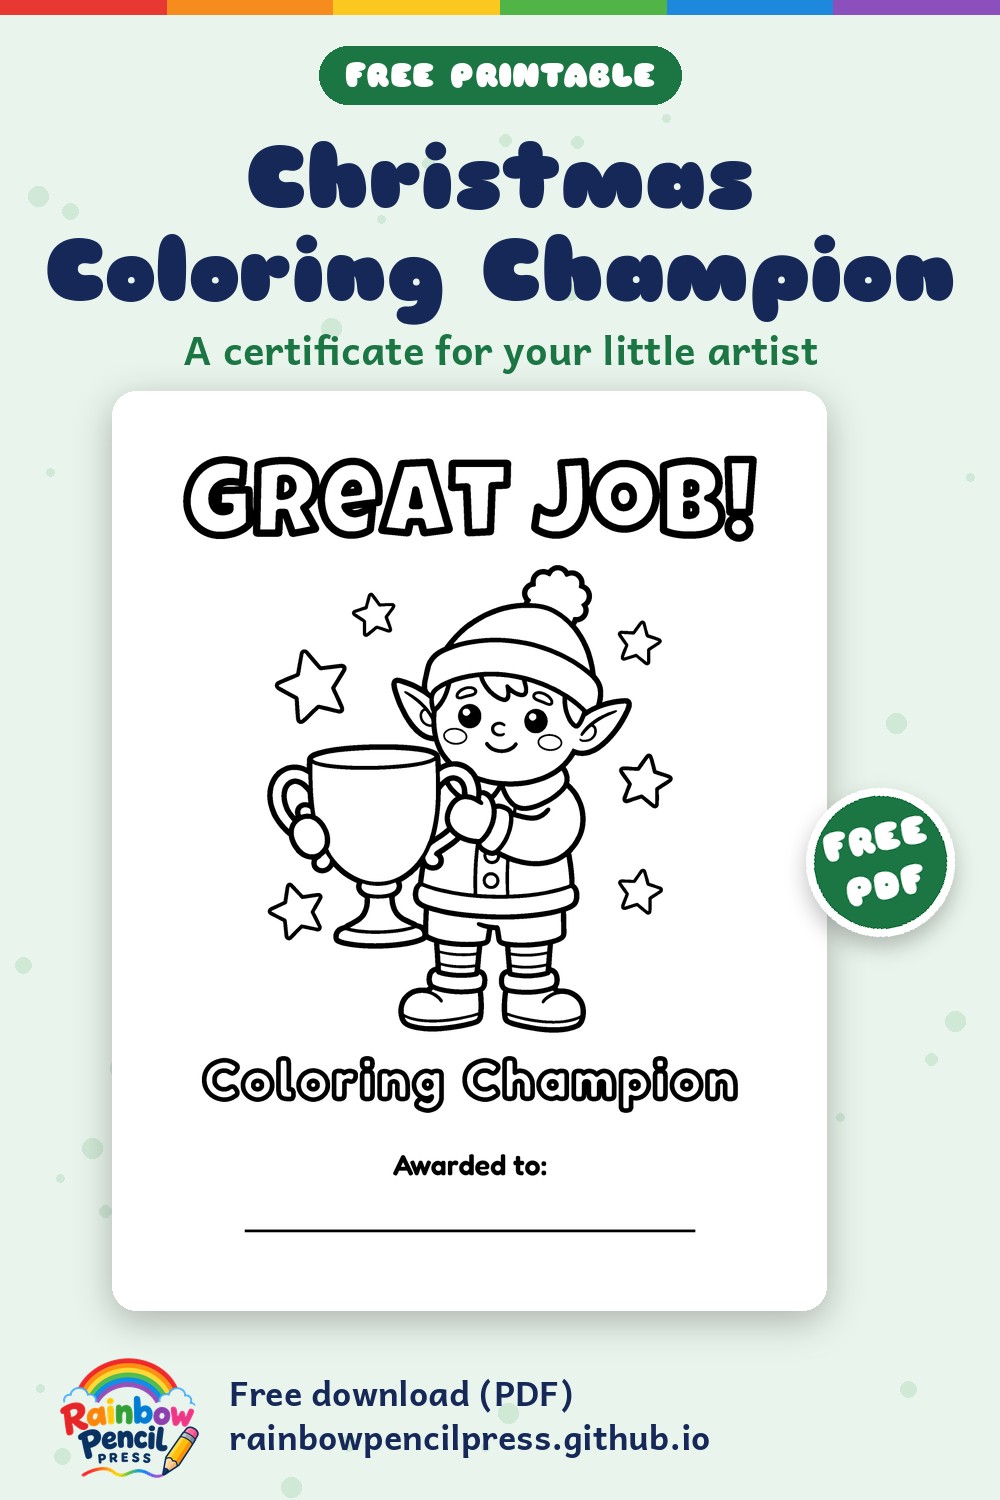 FREE PRINTABLE
Christmas
Coloring Champion
A certificate for your little artist
GREAT JOB!
FREE
PDF
Coloring Champion
Awarded to:
Rainbow
Pencil
PRESS
Free download (PDF)
rainbowpencilpress.github.io